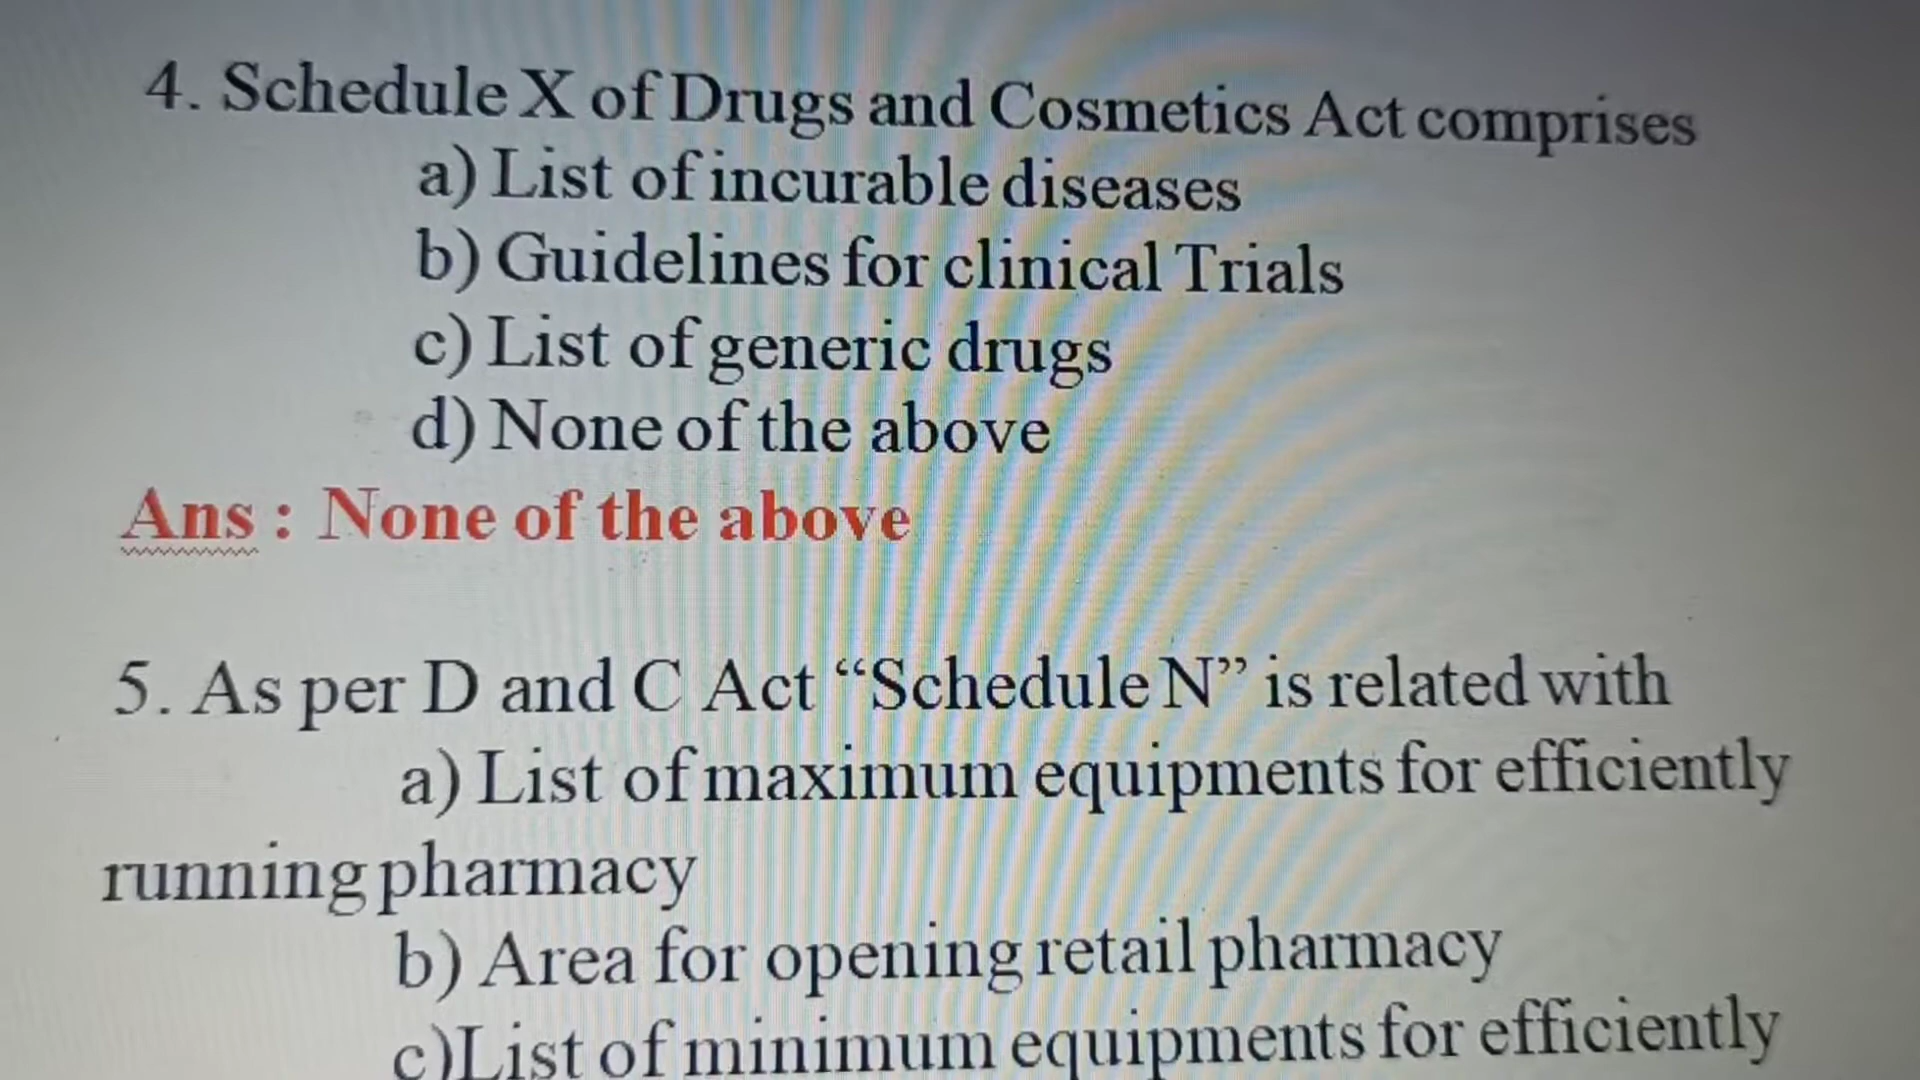 4. Schedule X of Drugs and Cosmetics Act comprises
a) List of incurable diseases
b) Guidelines for clinical Trials
c) List of generic drugs
d) None of the above
Ans : None of the above
5. As per D and C Act “Schedule N” is related with
a) List of maximum equipments for efficiently
running pharmacy
b) Area for opening retail pharmacy
c)List of minimum equipments for efficiently